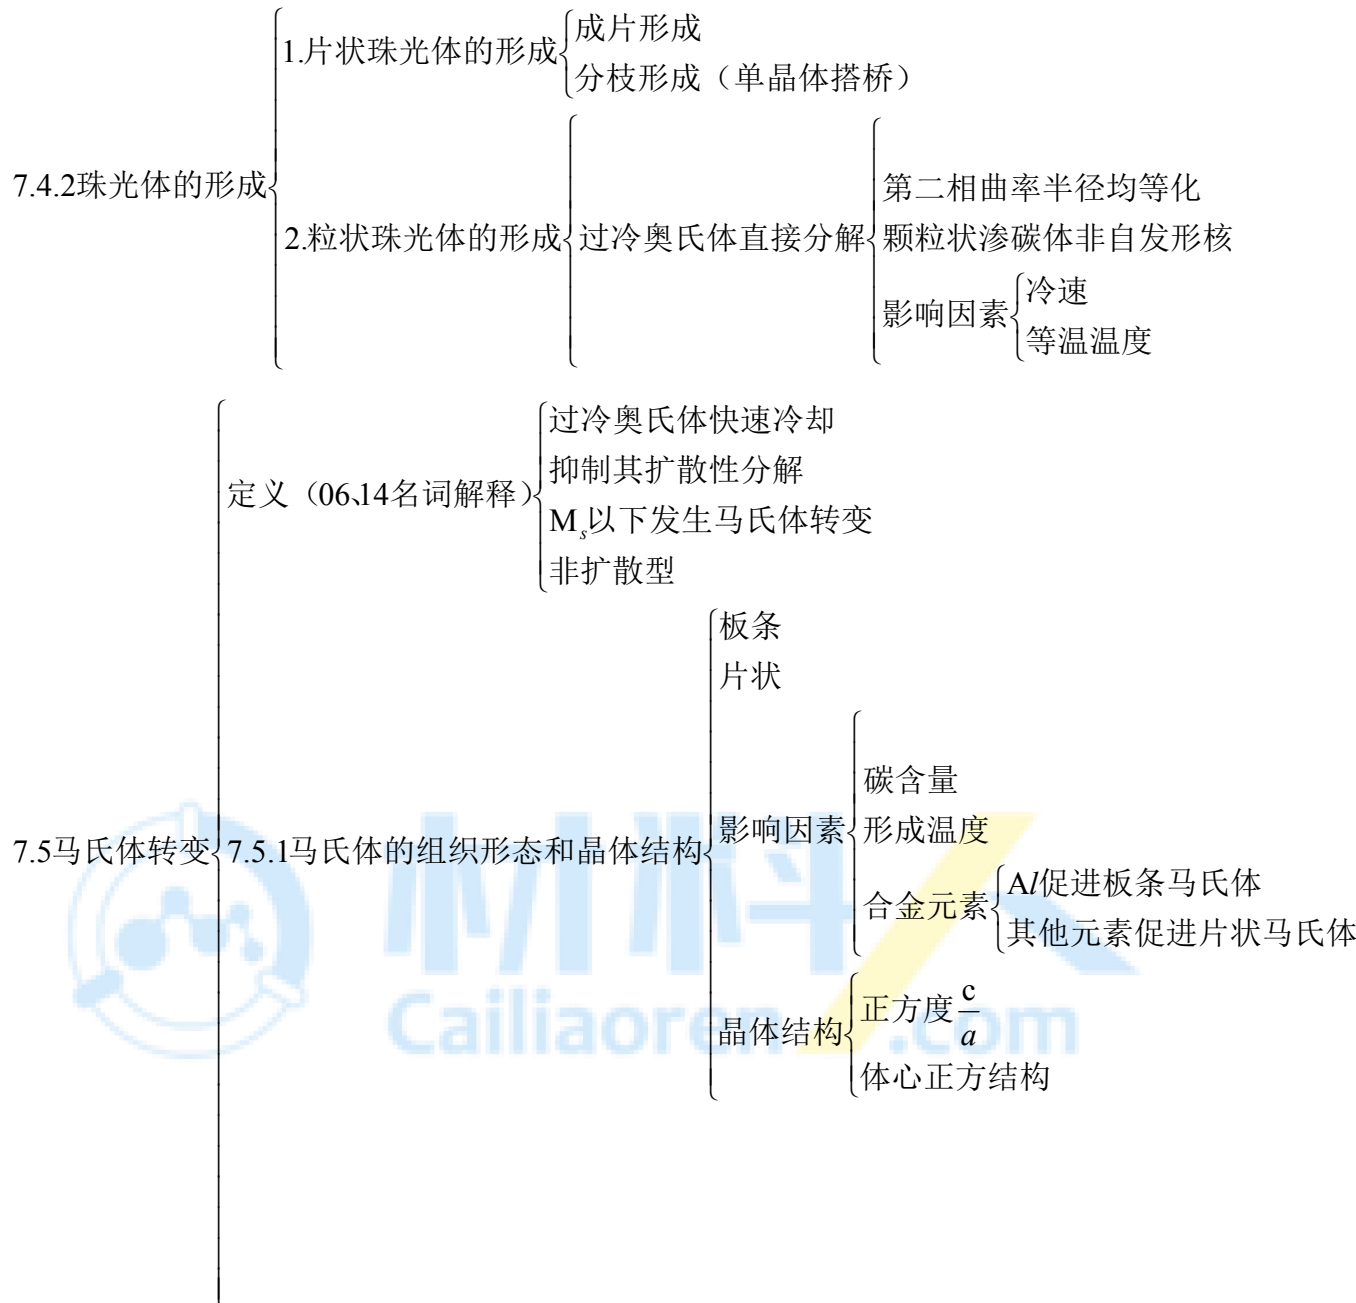 7.4.2珠光体的形成
1.片状珠光体的形成
成片形成
分枝形成（单晶体搭桥）
2.粒状珠光体的形成
过冷奥氏体直接分解
第二相曲率半径均等化
颗粒状渗碳体非自发形核
影响因素
冷速
等温温度
7.5马氏体转变
定义（06、14名词解释）
过冷奥氏体快速冷却
抑制其扩散性分解
Ms以下发生马氏体转变
非扩散型
7.5.1马氏体的组织形态和晶体结构
板条
片状
影响因素
碳含量
形成温度
合金元素
Al促进板条马氏体
其他元素促进片状马氏体
晶体结构
正方度c/a
体心正方结构
材料人
Cailiaoren.com